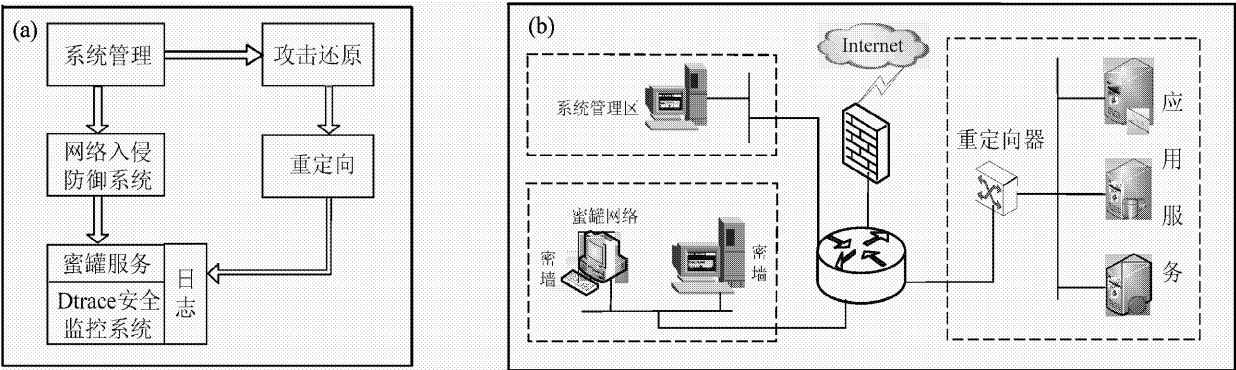 (a)
系统管理
攻击还原
网络入侵
防御系统
重定向
蜜罐服务
Dtrace安全
监控系统
日志
(b)
Internet
系统管理区
重定向器
应用服务
蜜罐网络
密墙
密墙